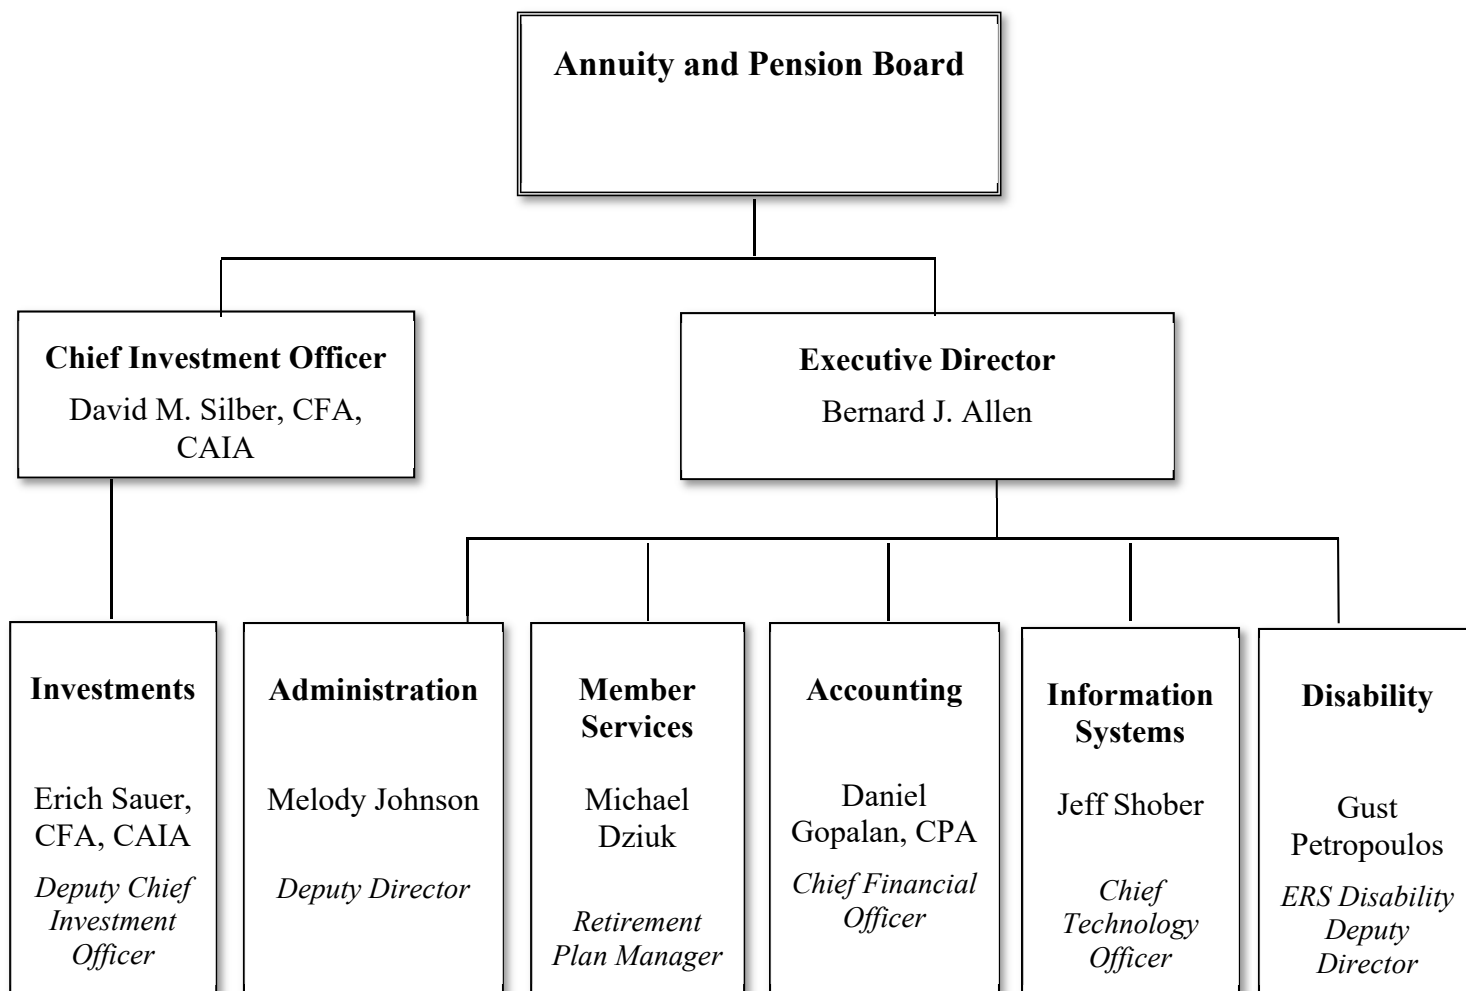 Annuity and Pension Board
Chief Investment Officer
David M. Silber, CFA,
CAIA
Executive Director
Bernard J. Allen
Investments
Erich Sauer,
CFA, CAIA
Deputy Chief
Investment
Officer
Administration
Melody Johnson
Deputy Director
Member
Services
Michael
Dziuk
Retirement
Plan Manager
Accounting
Daniel
Gopalan, CPA
Chief Financial
Officer
Information
Systems
Jeff Shober
Chief
Technology
Officer
Disability
Gust
Petropoulos
ERS Disability
Deputy
Director